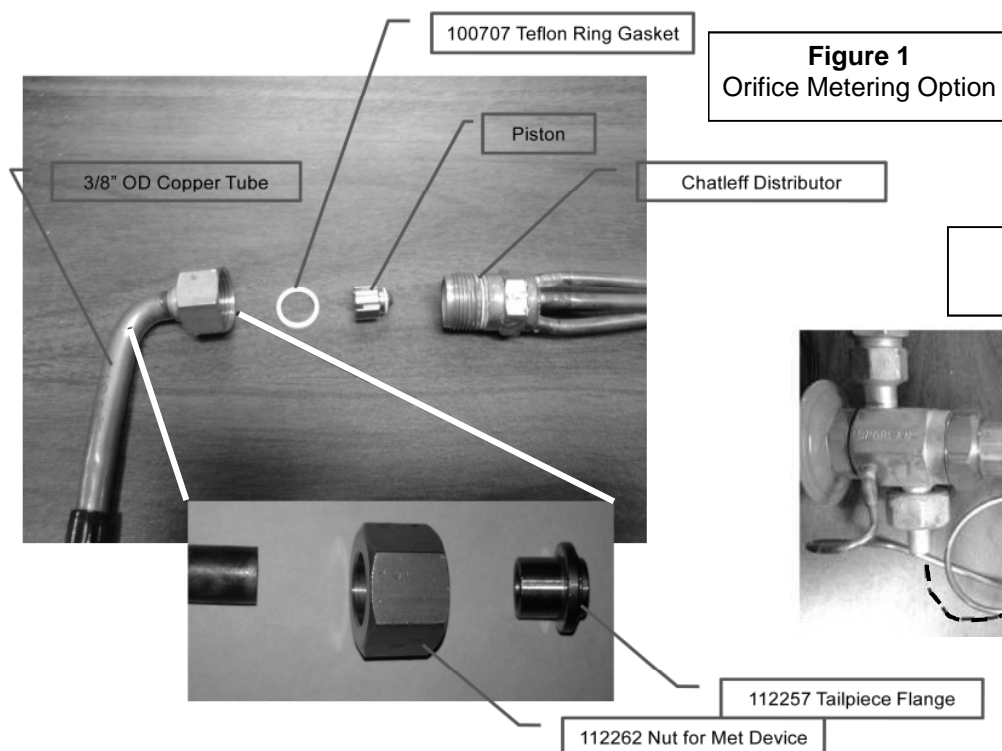 100707 Teflon Ring Gasket
Figure 1
Orifice Metering Option
Piston
3/8" OD Copper Tube
Chatleff Distributor
SPORLAN
112257 Tailpiece Flange
112262 Nut for Met Device